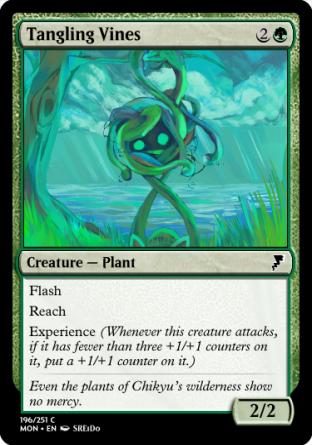 Tangling Vines 2
Creature — Plant
Flash
Reach
Experience (Whenever this creature attacks,
if it has fewer than three +1/+1 counters on
it, put a +1/+1 counter on it.)
Even the plants of Chikyu's wilderness show
no mercy.
2/2
196/251 C
MON • EN SREiDo